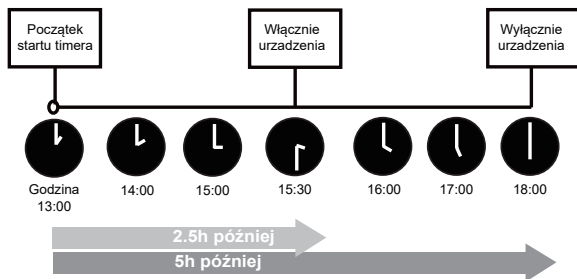 Początek
startu timera
Włącznie
urzadzenia
Wyłącznie
urzadzenia
Godzina
13:00
14:00
15:00
15:30
16:00
17:00
18:00
2.5h później
5h później